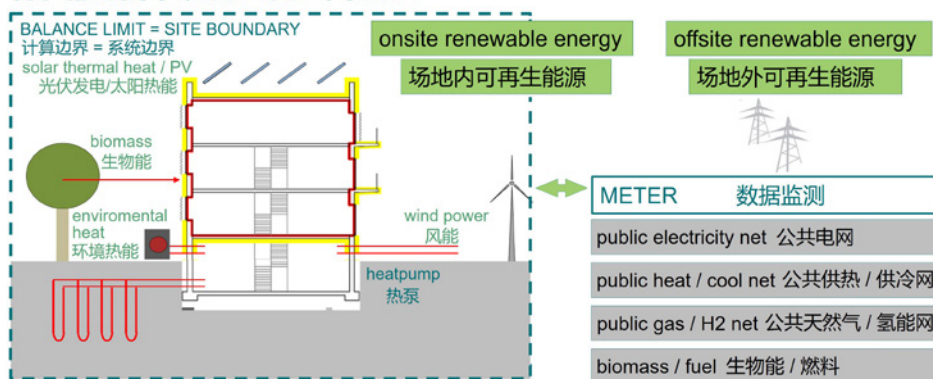 BALANCE LIMIT = SITE BOUNDARY
计算边界 = 系统边界
solar thermal heat / PV
光伏发电/太阳热能
onsite renewable energy
场地内可再生能源
offsite renewable energy
场地外可再生能源
biomass
生物能
enviromental
heat
环境热能
wind power
风能
heatpump
热泵
METER 数据监测
public electricity net 公共电网
public heat / cool net 公共供热 / 供冷网
public gas / H2 net 公共天然气 / 氢能网
biomass / fuel 生物能 / 燃料